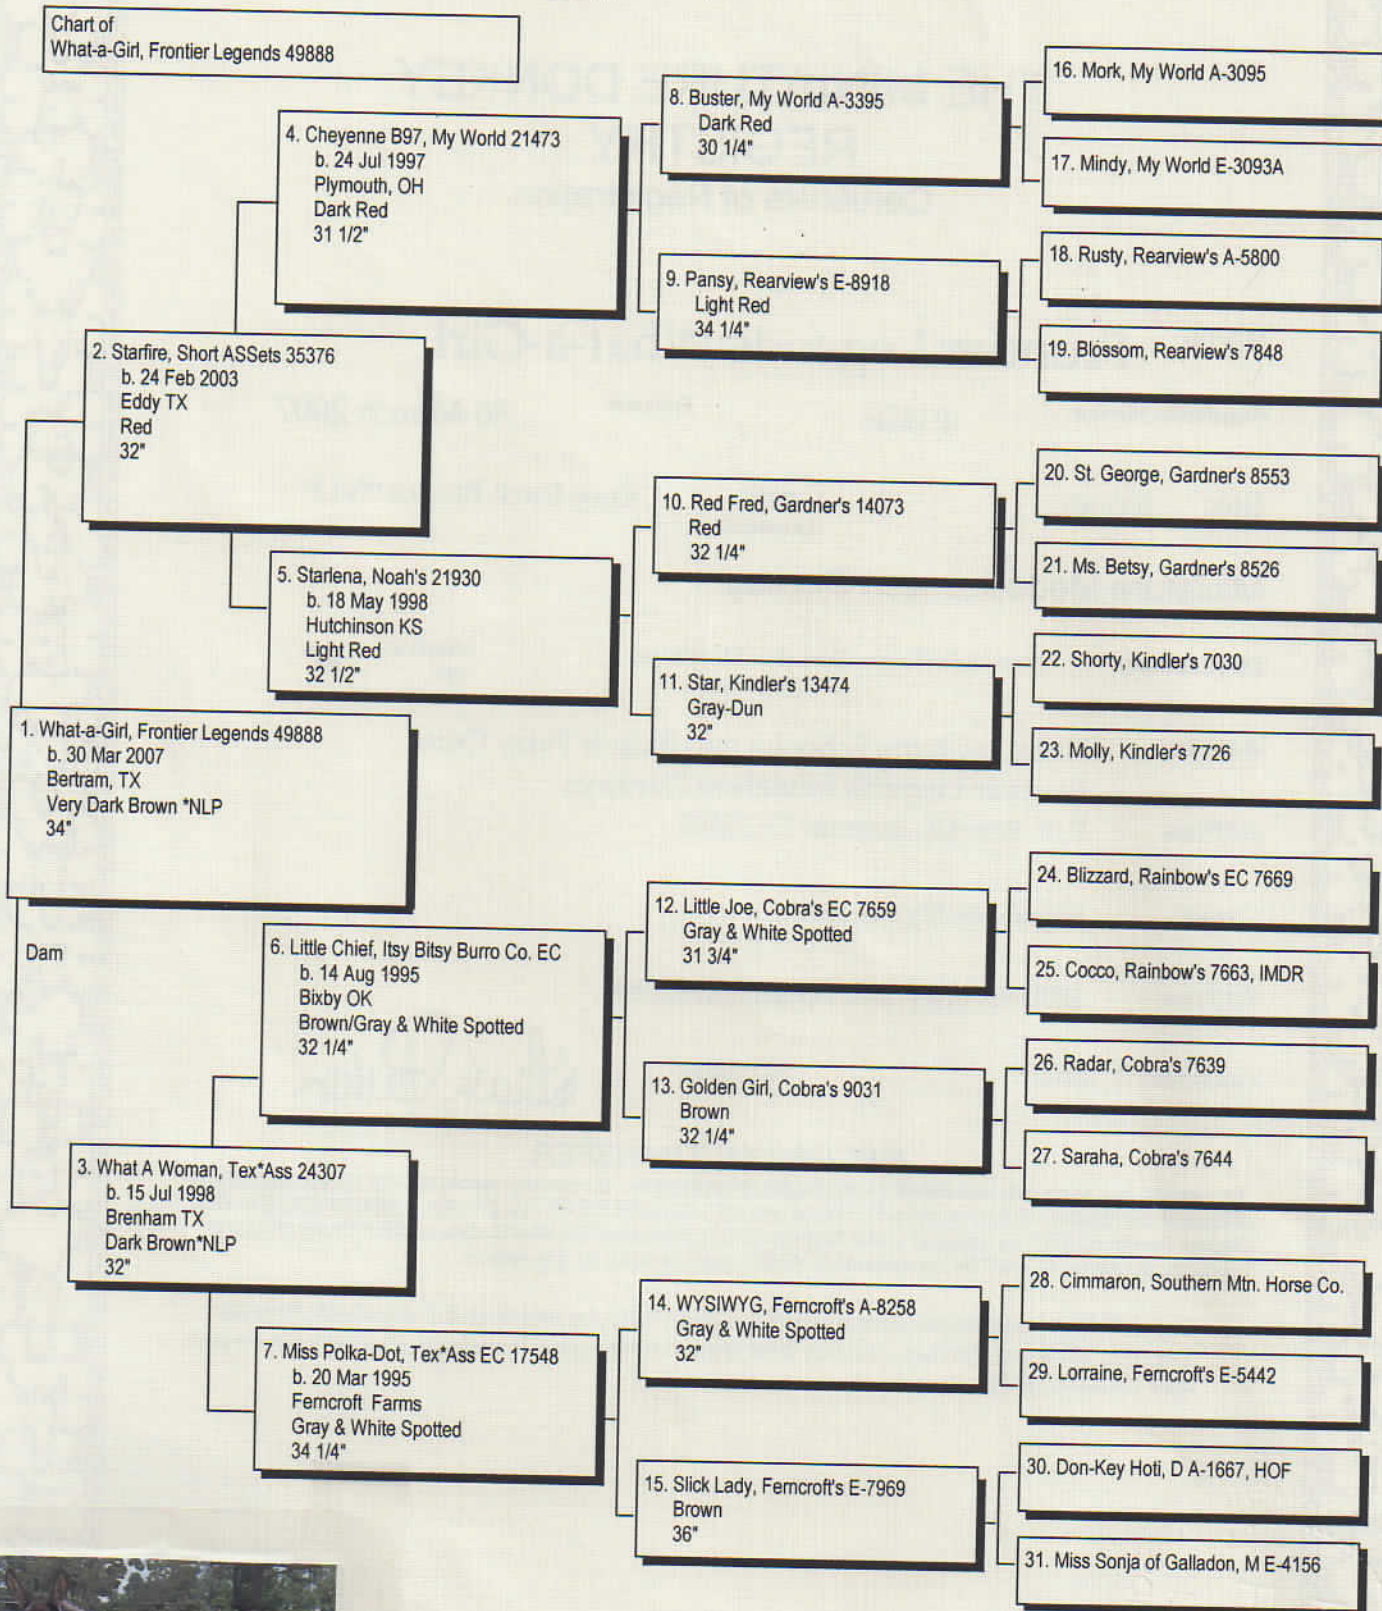 Chart of
What-a-Girl, Frontier Legends 49888
1. What-a-Girl, Frontier Legends 49888
b. 30 Mar 2007
Bertram, TX
Very Dark Brown *NLP
34"
Dam
2. Starfire, Short ASSets 35376
b. 24 Feb 2003
Eddy TX
Red
32"
3. What A Woman, Tex*Ass 24307
b. 15 Jul 1998
Brenham TX
Dark Brown*NLP
32"
4. Cheyenne B97, My World 21473
b. 24 Jul 1997
Plymouth, OH
Dark Red
31 1/2"
5. Starlena, Noah's 21930
b. 18 May 1998
Hutchinson KS
Light Red
32 1/2"
6. Little Chief, Itsy Bitsy Burro Co. EC
b. 14 Aug 1995
Bixby OK
Brown/Gray & White Spotted
32 1/4"
7. Miss Polka-Dot, Tex*Ass EC 17548
b. 20 Mar 1995
Ferncroft Farms
Gray & White Spotted
34 1/4"
8. Buster, My World A-3395
Dark Red
30 1/4"
9. Pansy, Rearview's E-8918
Light Red
34 1/4"
10. Red Fred, Gardner's 14073
Red
32 1/4"
11. Star, Kindler's 13474
Gray-Dun
32"
12. Little Joe, Cobra's EC 7659
Gray & White Spotted
31 3/4"
13. Golden Girl, Cobra's 9031
Brown
32 1/4"
14. WYSIWYG, Ferncroft's A-8258
Gray & White Spotted
32"
15. Slick Lady, Ferncroft's E-7969
Brown
36"
16. Mork, My World A-3095
17. Mindy, My World E-3093A
18. Rusty, Rearview's A-5800
19. Blossom, Rearview's 7848
20. St. George, Gardner's 8553
21. Ms. Betsy, Gardner's 8526
22. Shorty, Kindler's 7030
23. Molly, Kindler's 7726
24. Blizzard, Rainbow's EC 7669
25. Cocco, Rainbow's 7663, IMDR
26. Radar, Cobra's 7639
27. Saraha, Cobra's 7644
28. Cimmaron, Southern Mtn. Horse Co.
29. Lorraine, Ferncroft's E-5442
30. Don-Key Hoti, D A-1667, HOF
31. Miss Sonja of Galladon, M E-4156